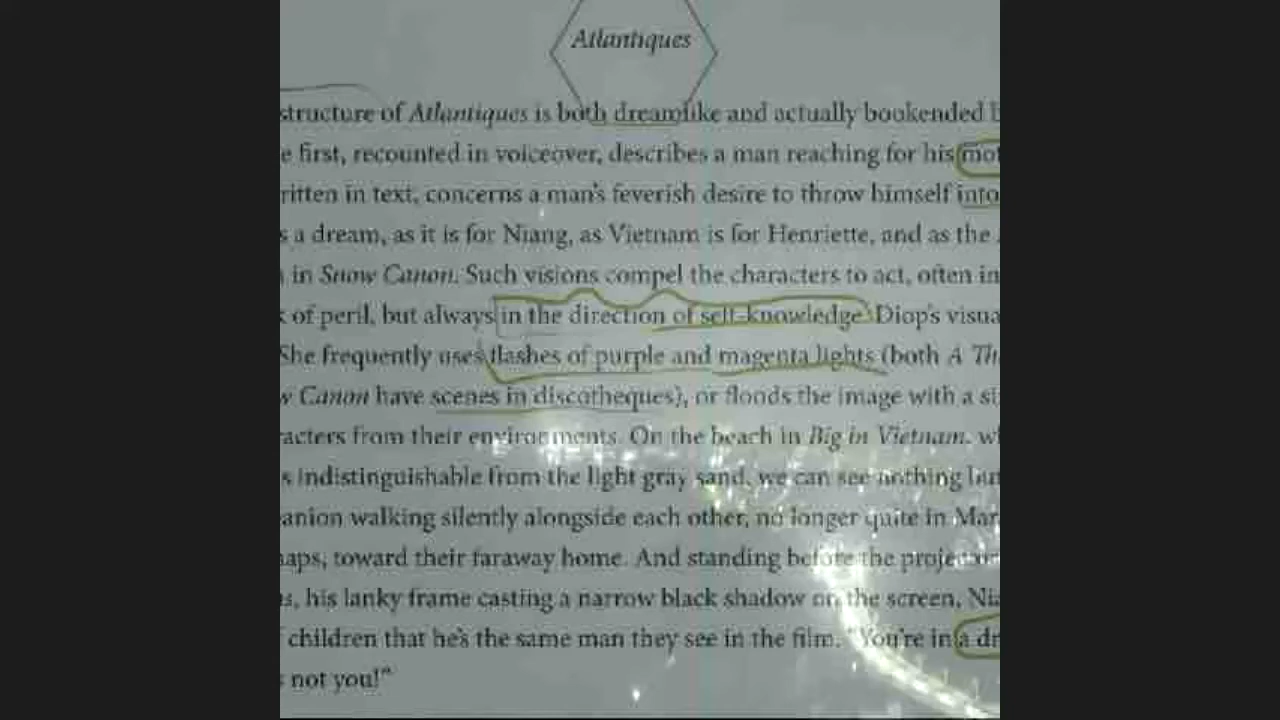 Atlantiques
structure of Atlantiques is both dreamlike and actually bookended
first, recounted in voiceover, describes a man reaching for his
in text, concerns a man's feverish desire to throw himself into
a dream, as it is for Niang, as Vietnam is for Henriette, and as the
in Snow Canon. Such visions compel the characters to act, often in
of peril, but always in the direction of self-knowledge. Diop's
She frequently uses flashes of purple and magenta lights (both A
Canon have scenes in discotheques), or floods the image with a
from their environments. On the beach in Big in Vietnam,
indistinguishable from the light gray sand, we can see nothing
walking silently alongside each other, no longer quite in
toward their faraway home. And standing before the
his lanky frame casting a narrow black shadow on the screen,
children that he's the same man they see in the film. "You're in a
not you!"